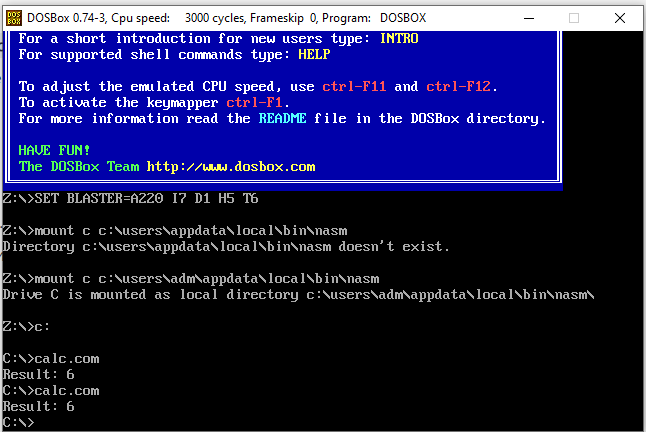 DOSBox 0.74-3, Cpu speed: 3000 cycles, Frameskip 0, Program: DOSBOX
For a short introduction for new users type: INTRO
For supported shell commands type: HELP
To adjust the emulated CPU speed, use ctrl-F11 and ctrl-F12.
To activate the keymapper ctrl-F1.
For more information read the README file in the DOSBox directory.
HAVE FUN!
The DOSBox Team http://www.dosbox.com
Z:\>SET BLASTER=A220 I7 D1 H5 T6
Z:\>mount c c:\users\appdata\local\bin\nasm
Directory c:\users\appdata\local\bin\nasm doesn't exist.
Z:\>mount c c:\users\adm\appdata\local\bin\nasm
Drive C is mounted as local directory c:\users\adm\appdata\local\bin\nasm\
Z:\>c:
C:\>calc.com
Result: 6
C:\>calc.com
Result: 6
C:\>